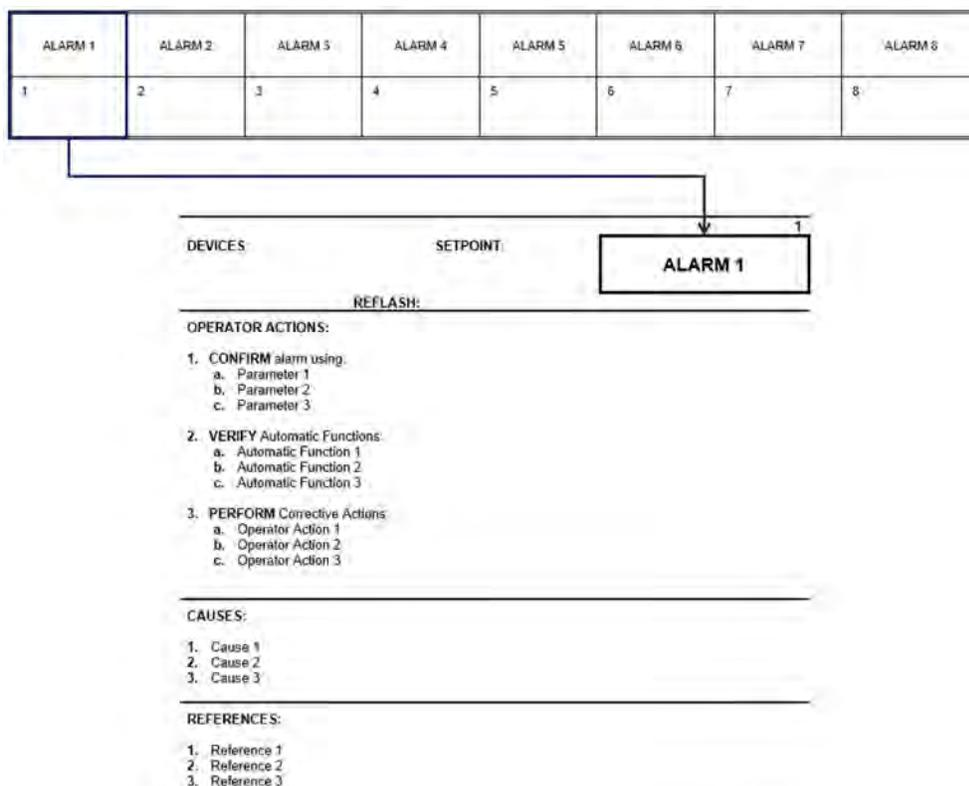 ALARM 1 ALARM 2 ALARM 3 ALARM 4 ALARM 5 ALARM 6 ALARM 7 ALARM 8
1 2 3 4 5 6 7 8
1
DEVICES SETPOINT
ALARM 1
REFLASH:
OPERATOR ACTIONS:
1. CONFIRM alarm using:
a. Parameter 1
b. Parameter 2
c. Parameter 3
2. VERIFY Automatic Functions
a. Automatic Function 1
b. Automatic Function 2
c. Automatic Function 3
3. PERFORM Corrective Actions
a. Operator Action 1
b. Operator Action 2
c. Operator Action 3
CAUSES:
1. Cause 1
2. Cause 2
3. Cause 3
REFERENCES:
1. Reference 1
2. Reference 2
3. Reference 3